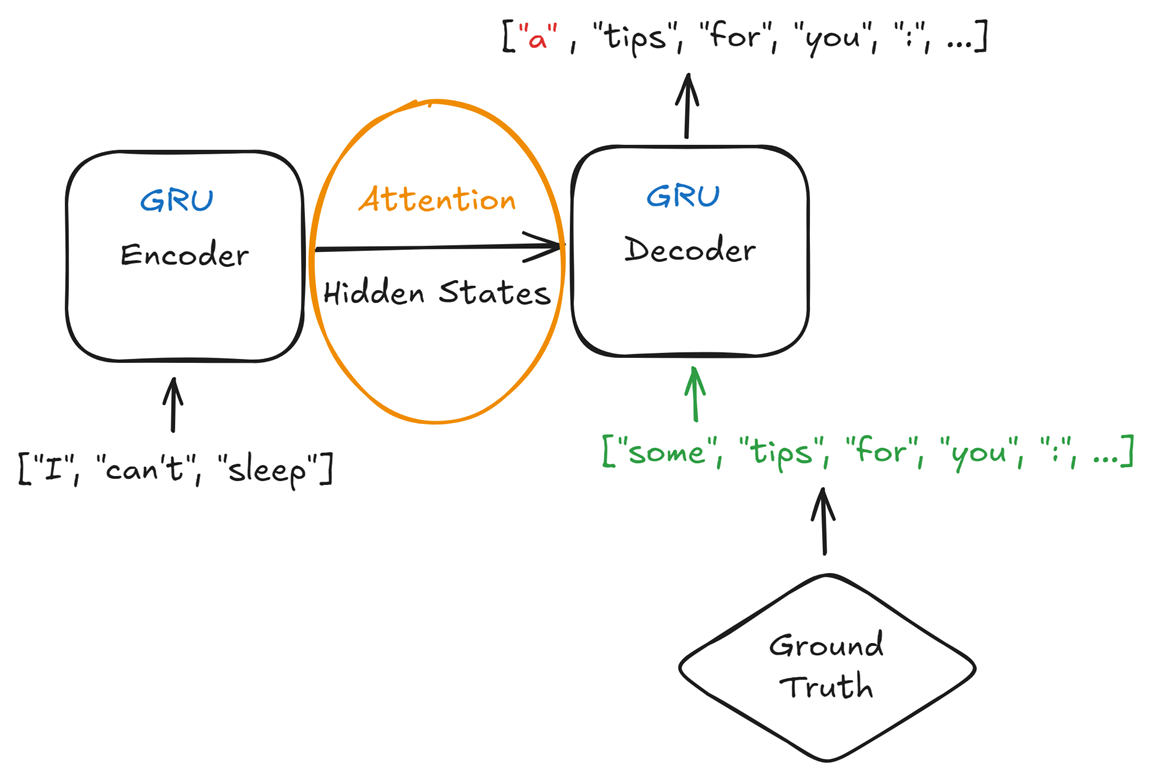 ["a" , "tips", "for", "you", ":", ...]
GRU
Encoder
Attention
Hidden States
GRU
Decoder
["I", "can't", "sleep"]
["some", "tips", "for", "you", ":", ...]
Ground
Truth